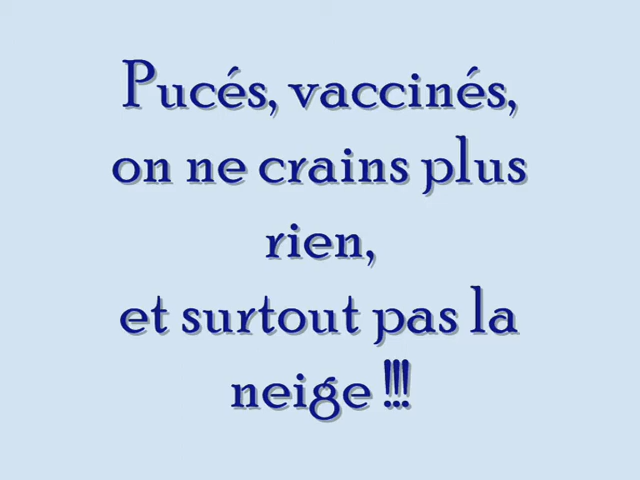 Pucés, vaccinés,
on ne crains plus
rien,
et surtout pas la
neige !!!